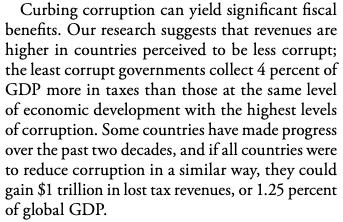 Curbing corruption can yield significant fiscal
benefits. Our research suggests that revenues are
higher in countries perceived to be less corrupt;
the least corrupt governments collect 4 percent of
GDP more in taxes than those at the same level
of economic development with the highest levels
of corruption. Some countries have made progress
over the past two decades, and if all countries were
to reduce corruption in a similar way, they could
gain $1 trillion in lost tax revenues, or 1.25 percent
of global GDP.